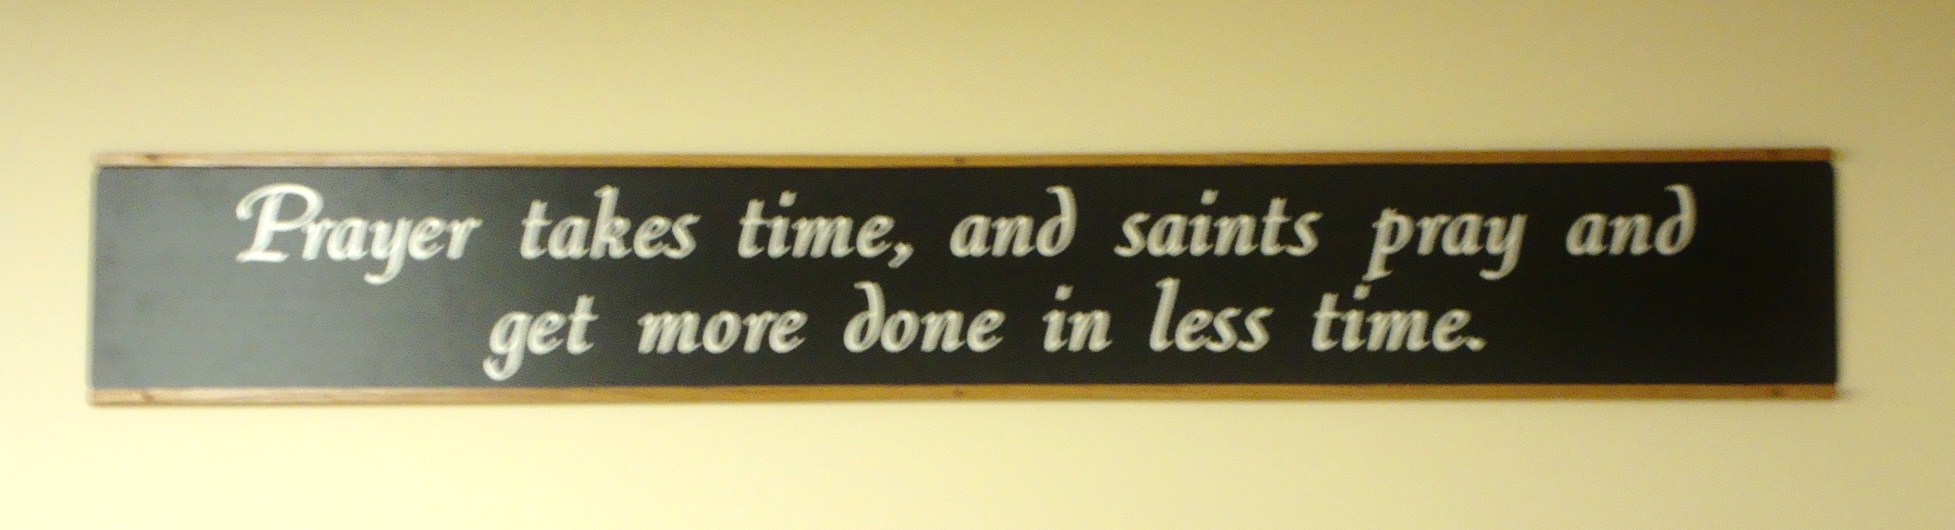 Prayer takes time, and saints pray and
get more done in less time.